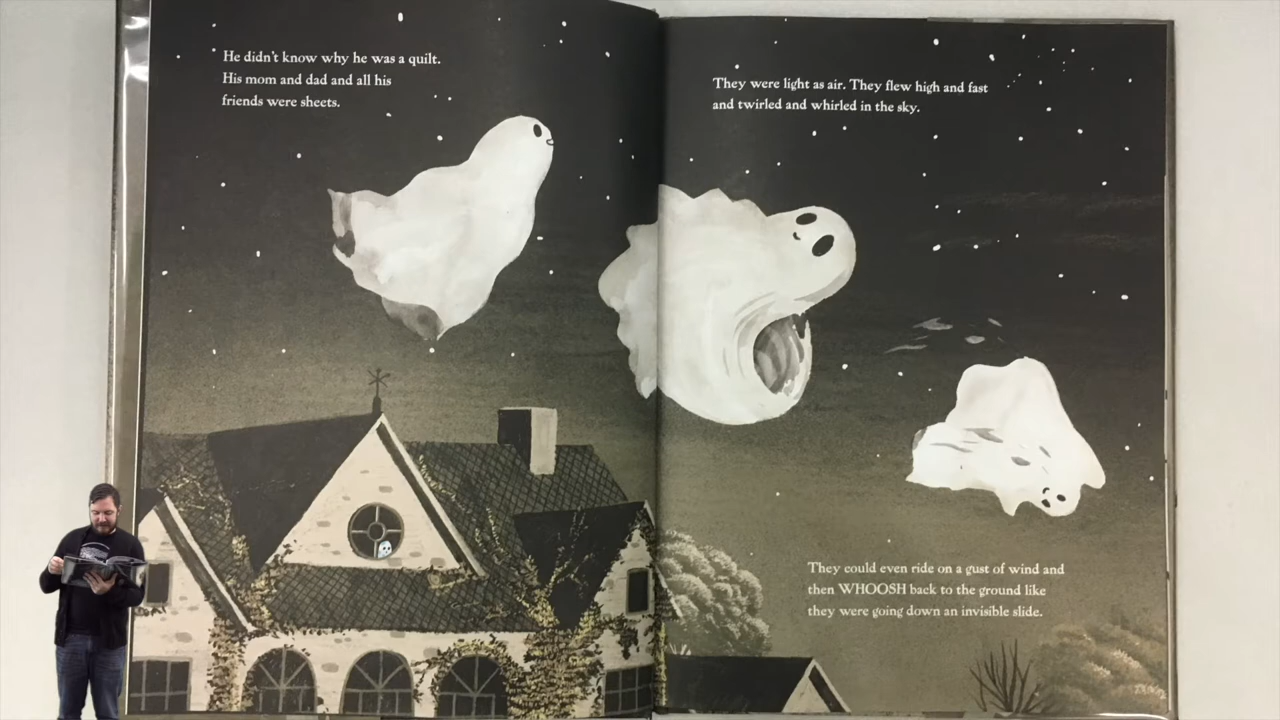 He didn't know why he was a quilt.
His mom and dad and all his
friends were sheets.
They were light as air. They flew high and fast
and twirled and whirled in the sky.
They could even ride on a gust of wind and
then WHOOSH back to the ground like
they were going down an invisible slide.